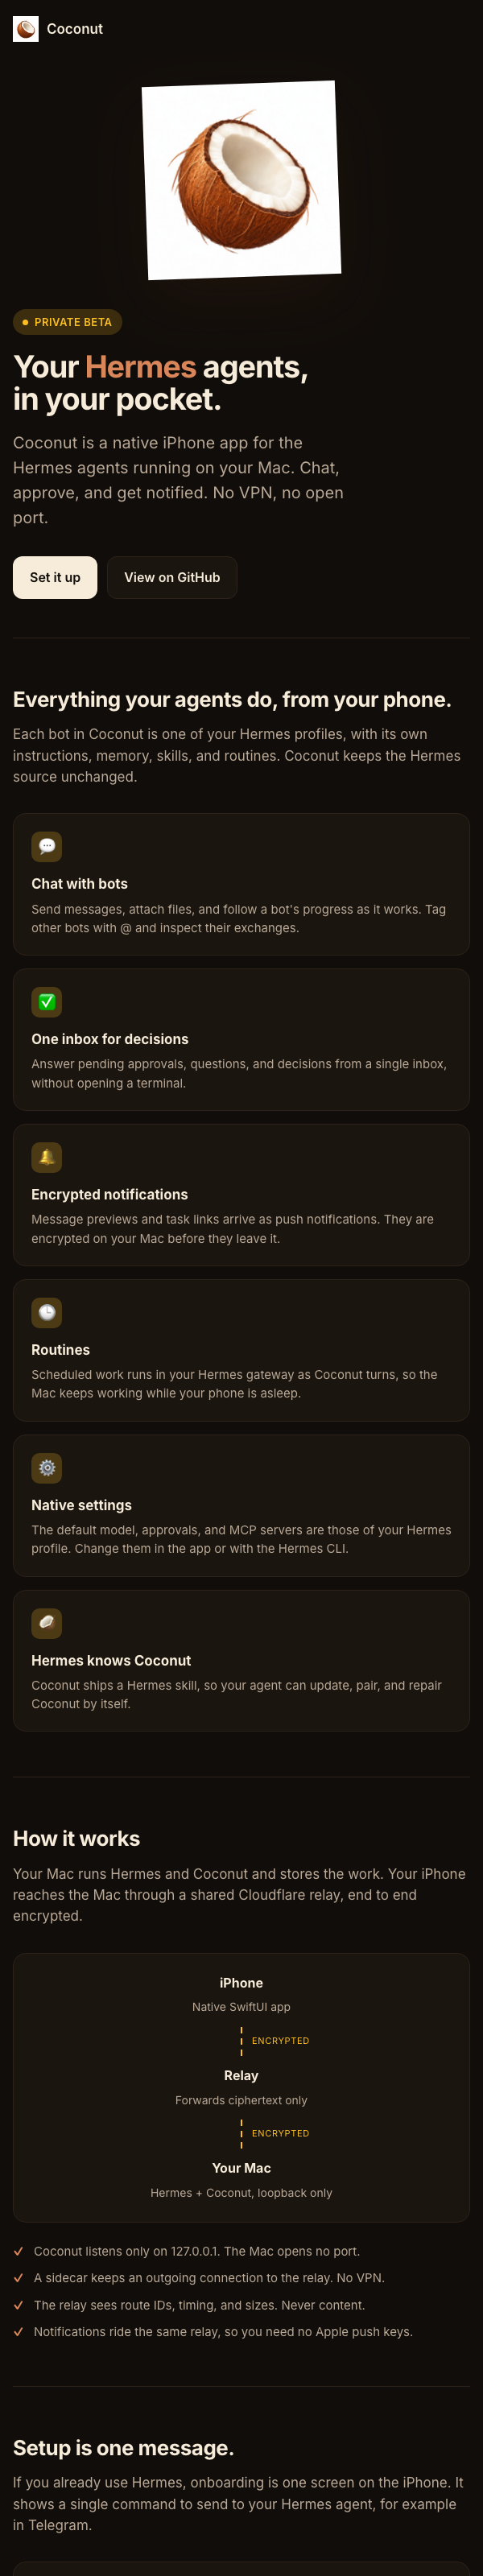 Coconut
PRIVATE BETA
Your Hermes agents,
in your pocket.
Coconut is a native iPhone app for the
Hermes agents running on your Mac. Chat,
approve, and get notified. No VPN, no open
port.
Set it up
View on GitHub
Everything your agents do, from your phone.
Each bot in Coconut is one of your Hermes profiles, with its own
instructions, memory, skills, and routines. Coconut keeps the Hermes
source unchanged.
Chat with bots
Send messages, attach files, and follow a bot's progress as it works. Tag
other bots with @ and inspect their exchanges.
One inbox for decisions
Answer pending approvals, questions, and decisions from a single inbox,
without opening a terminal.
Encrypted notifications
Message previews and task links arrive as push notifications. They are
encrypted on your Mac before they leave it.
Routines
Scheduled work runs in your Hermes gateway as Coconut turns, so the
Mac keeps working while your phone is asleep.
Native settings
The default model, approvals, and MCP servers are those of your Hermes
profile. Change them in the app or with the Hermes CLI.
Hermes knows Coconut
Coconut ships a Hermes skill, so your agent can update, pair, and repair
Coconut by itself.
How it works
Your Mac runs Hermes and Coconut and stores the work. Your iPhone
reaches the Mac through a shared Cloudflare relay, end to end
encrypted.
iPhone
Native SwiftUI app
ENCRYPTED
Relay
Forwards ciphertext only
ENCRYPTED
Your Mac
Hermes + Coconut, loopback only
Coconut listens only on 127.0.0.1. The Mac opens no port.
A sidecar keeps an outgoing connection to the relay. No VPN.
The relay sees route IDs, timing, and sizes. Never content.
Notifications ride the same relay, so you need no Apple push keys.
Setup is one message.
If you already use Hermes, onboarding is one screen on the iPhone. It
shows a single command to send to your Hermes agent, for example
in Telegram.